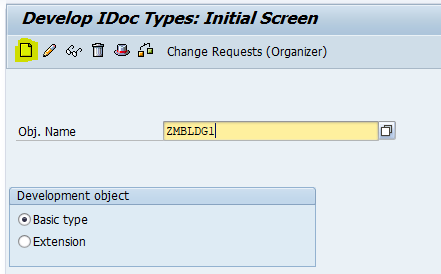 Develop IDoc Types: Initial Screen
Change Requests (Organizer)
Obj. Name ZMBLDG1
Development object
Basic type
Extension